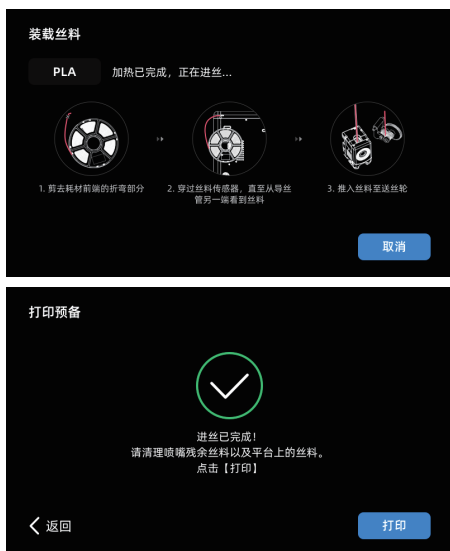 装载丝料
PLA 加热已完成，正在进丝...
1. 剪去耗材前端的折弯部分
2. 穿过丝料传感器，直至从导丝
管另一端看到丝料
3. 推入丝料至送丝轮
取消
打印预备
进丝已完成！
请清理喷嘴残余丝料以及平台上的丝料。
点击【打印】
返回
打印